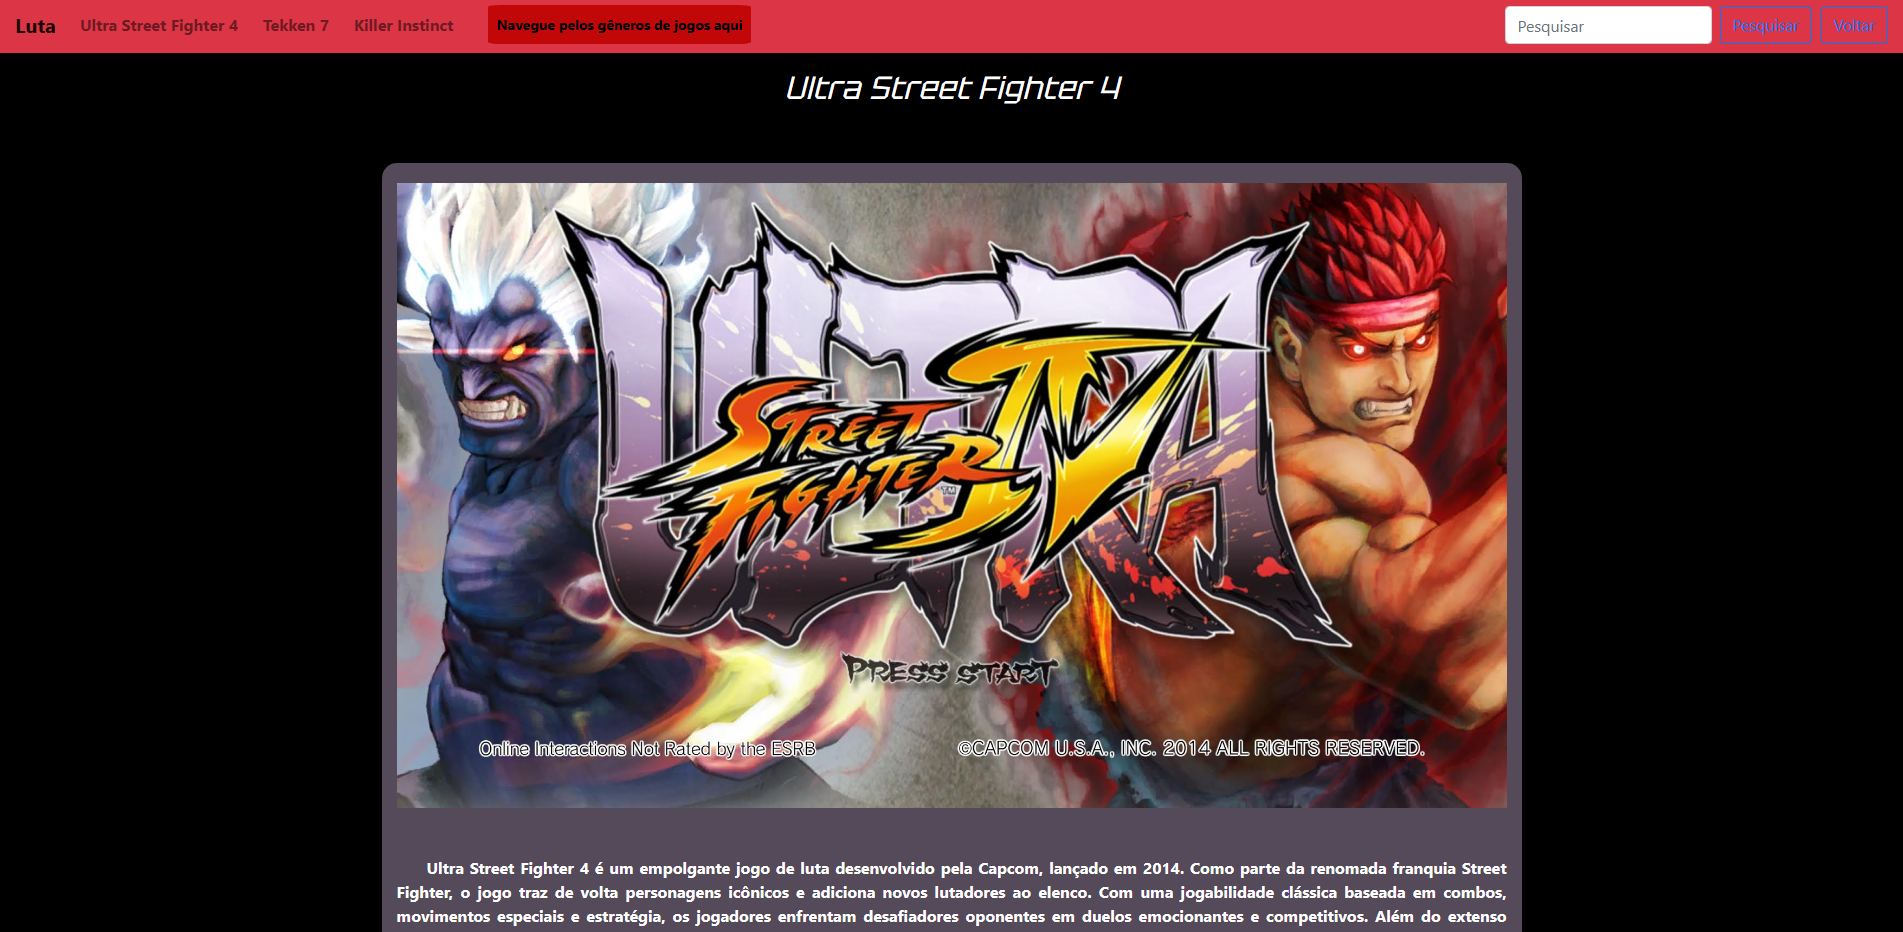 Luta Ultra Street Fighter 4 Tekken 7 Killer Instinct Navegue pelos gêneros de jogos aqui Pesquisar Pesquisar Voltar
Ultra Street Fighter 4
ULTRA
STREET
FIGHTER IV
TM
PRESS START
Online Interactions Not Rated by the ESRB ©CAPCOM U.S.A., INC. 2014 ALL RIGHTS RESERVED.
Ultra Street Fighter 4 é um empolgante jogo de luta desenvolvido pela Capcom, lançado em 2014. Como parte da renomada franquia Street
Fighter, o jogo traz de volta personagens icônicos e adiciona novos lutadores ao elenco. Com uma jogabilidade clássica baseada em combos,
movimentos especiais e estratégia, os jogadores enfrentam desafiadores oponentes em duelos emocionantes e competitivos. Além do extenso